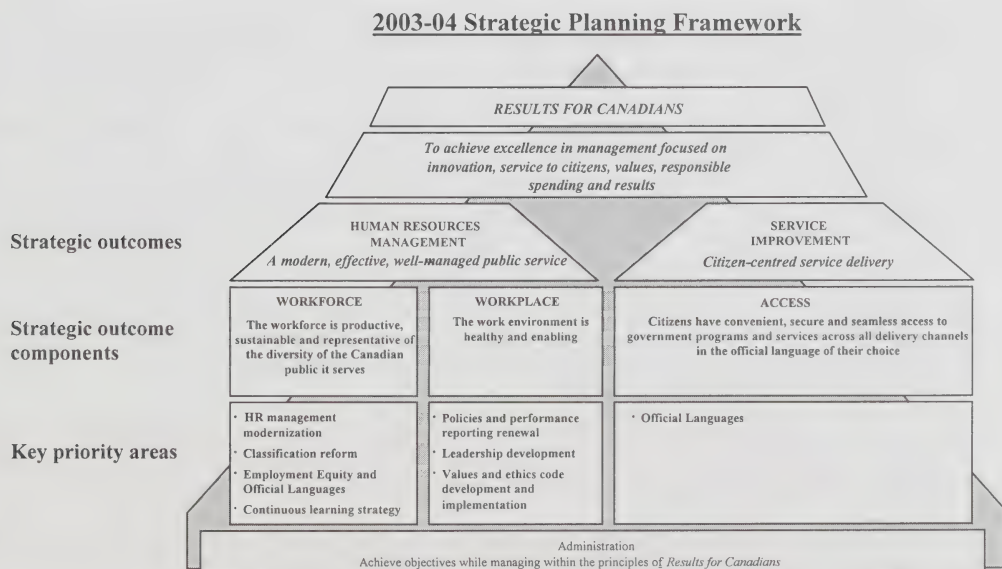 2003-04 Strategic Planning Framework
RESULTS FOR CANADIANS
To achieve excellence in management focused on
innovation, service to citizens, values, responsible
spending and results
Strategic outcomes
HUMAN RESOURCES
MANAGEMENT
A modern, effective, well-managed public service
SERVICE
IMPROVEMENT
Citizen-centred service delivery
Strategic outcome
components
WORKFORCE
The workforce is productive,
sustainable and representative of
the diversity of the Canadian
public it serves
WORKPLACE
The work environment is
healthy and enabling
ACCESS
Citizens have convenient, secure and seamless access to
government programs and services across all delivery channels
in the official language of their choice
Key priority areas
· HR management
modernization
· Classification reform
· Employment Equity and
Official Languages
· Continuous learning strategy
· Policies and performance
reporting renewal
· Leadership development
· Values and ethics code
development and
implementation
· Official Languages
Administration
Achieve objectives while managing within the principles of Results for Canadians